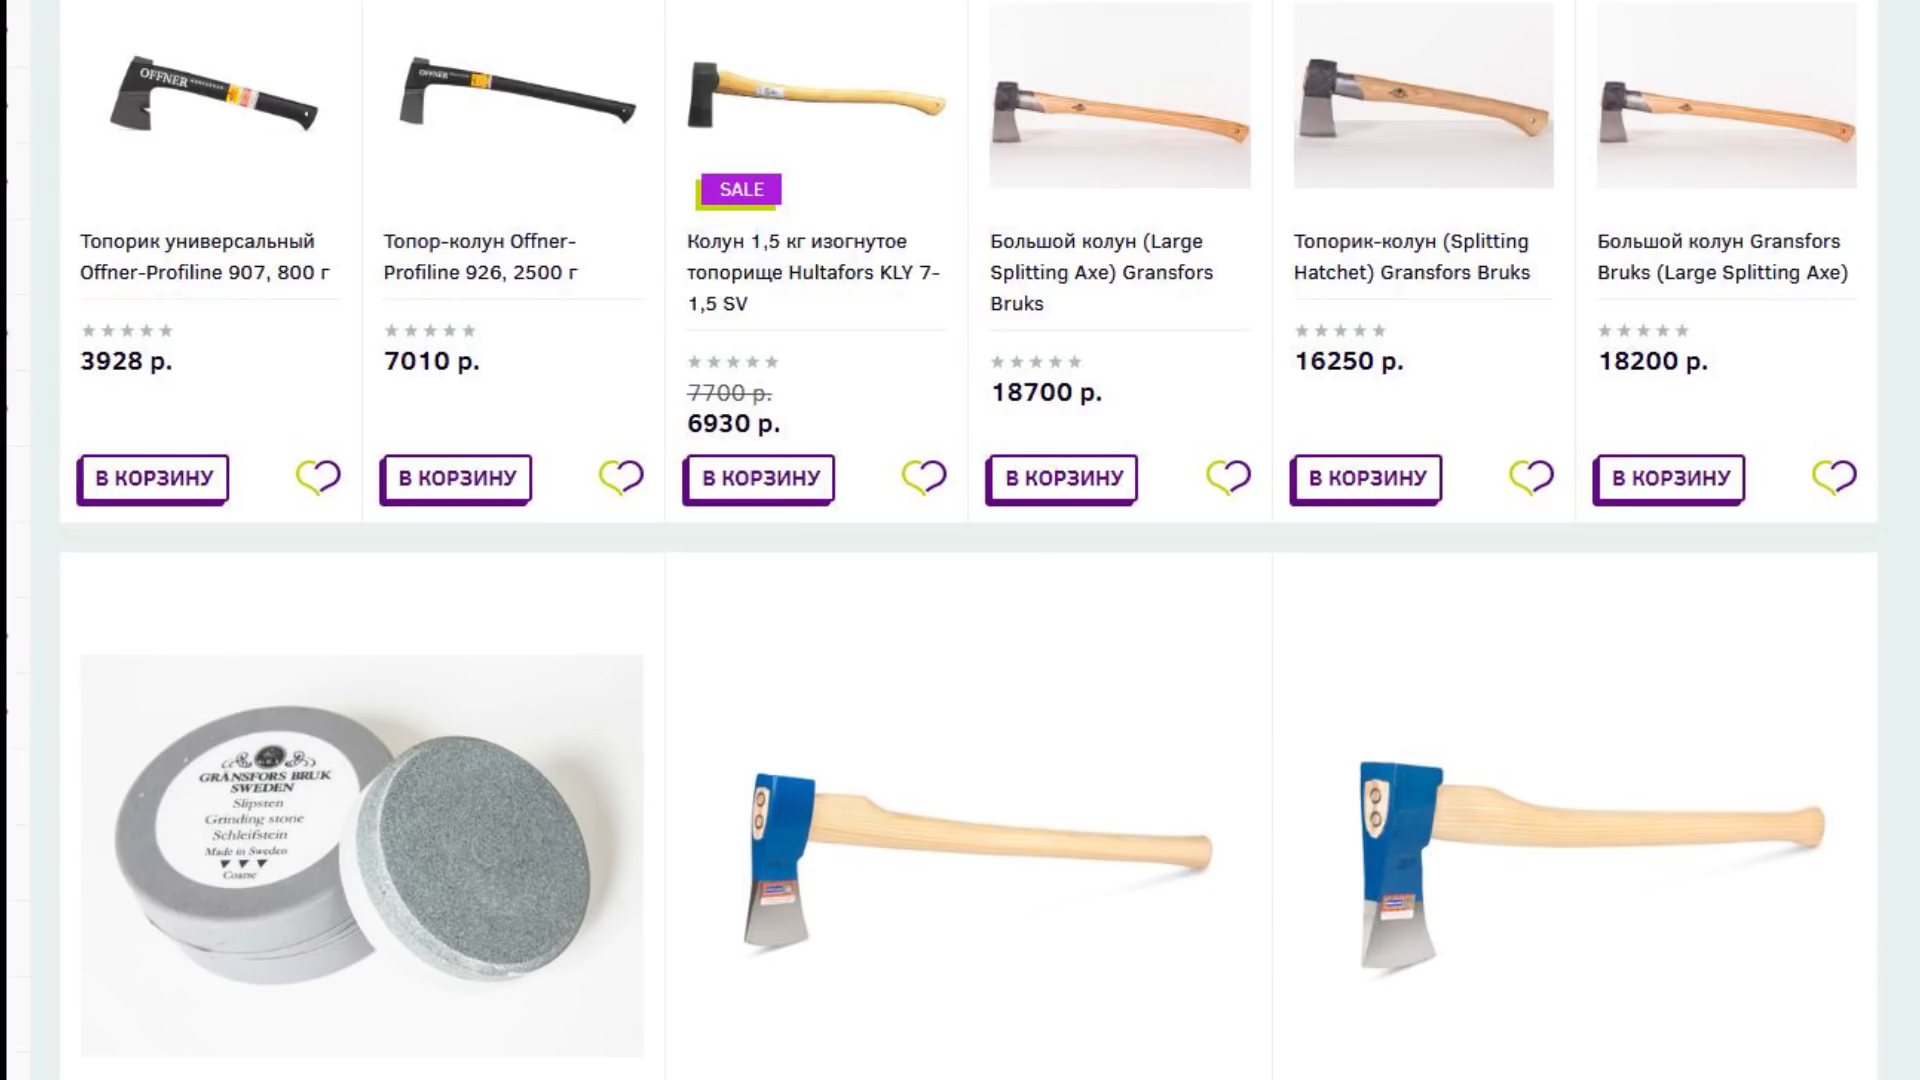 OFFNER
OFFNER
SALE
Топорик универсальный
Offner-Profiline 907, 800 г
3928 р.
В КОРЗИНУ
Топор-колун Offner-
Profiline 926, 2500 г
7010 р.
В КОРЗИНУ
Колун 1,5 кг изогнутое
топорище Hultafors KLY 7-
1,5 SV
7700 р.
6930 р.
В КОРЗИНУ
Большой колун (Large
Splitting Axe) Gransfors
Bruks
18700 р.
В КОРЗИНУ
Топорик-колун (Splitting
Hatchet) Gransfors Bruks
16250 р.
В КОРЗИНУ
Большой колун Gransfors
Bruks (Large Splitting Axe)
18200 р.
В КОРЗИНУ
GRÄNSFORS BRUK
SWEDEN
Slipsten
Grinding stone
Schleifstein
Made in Sweden
Coarse